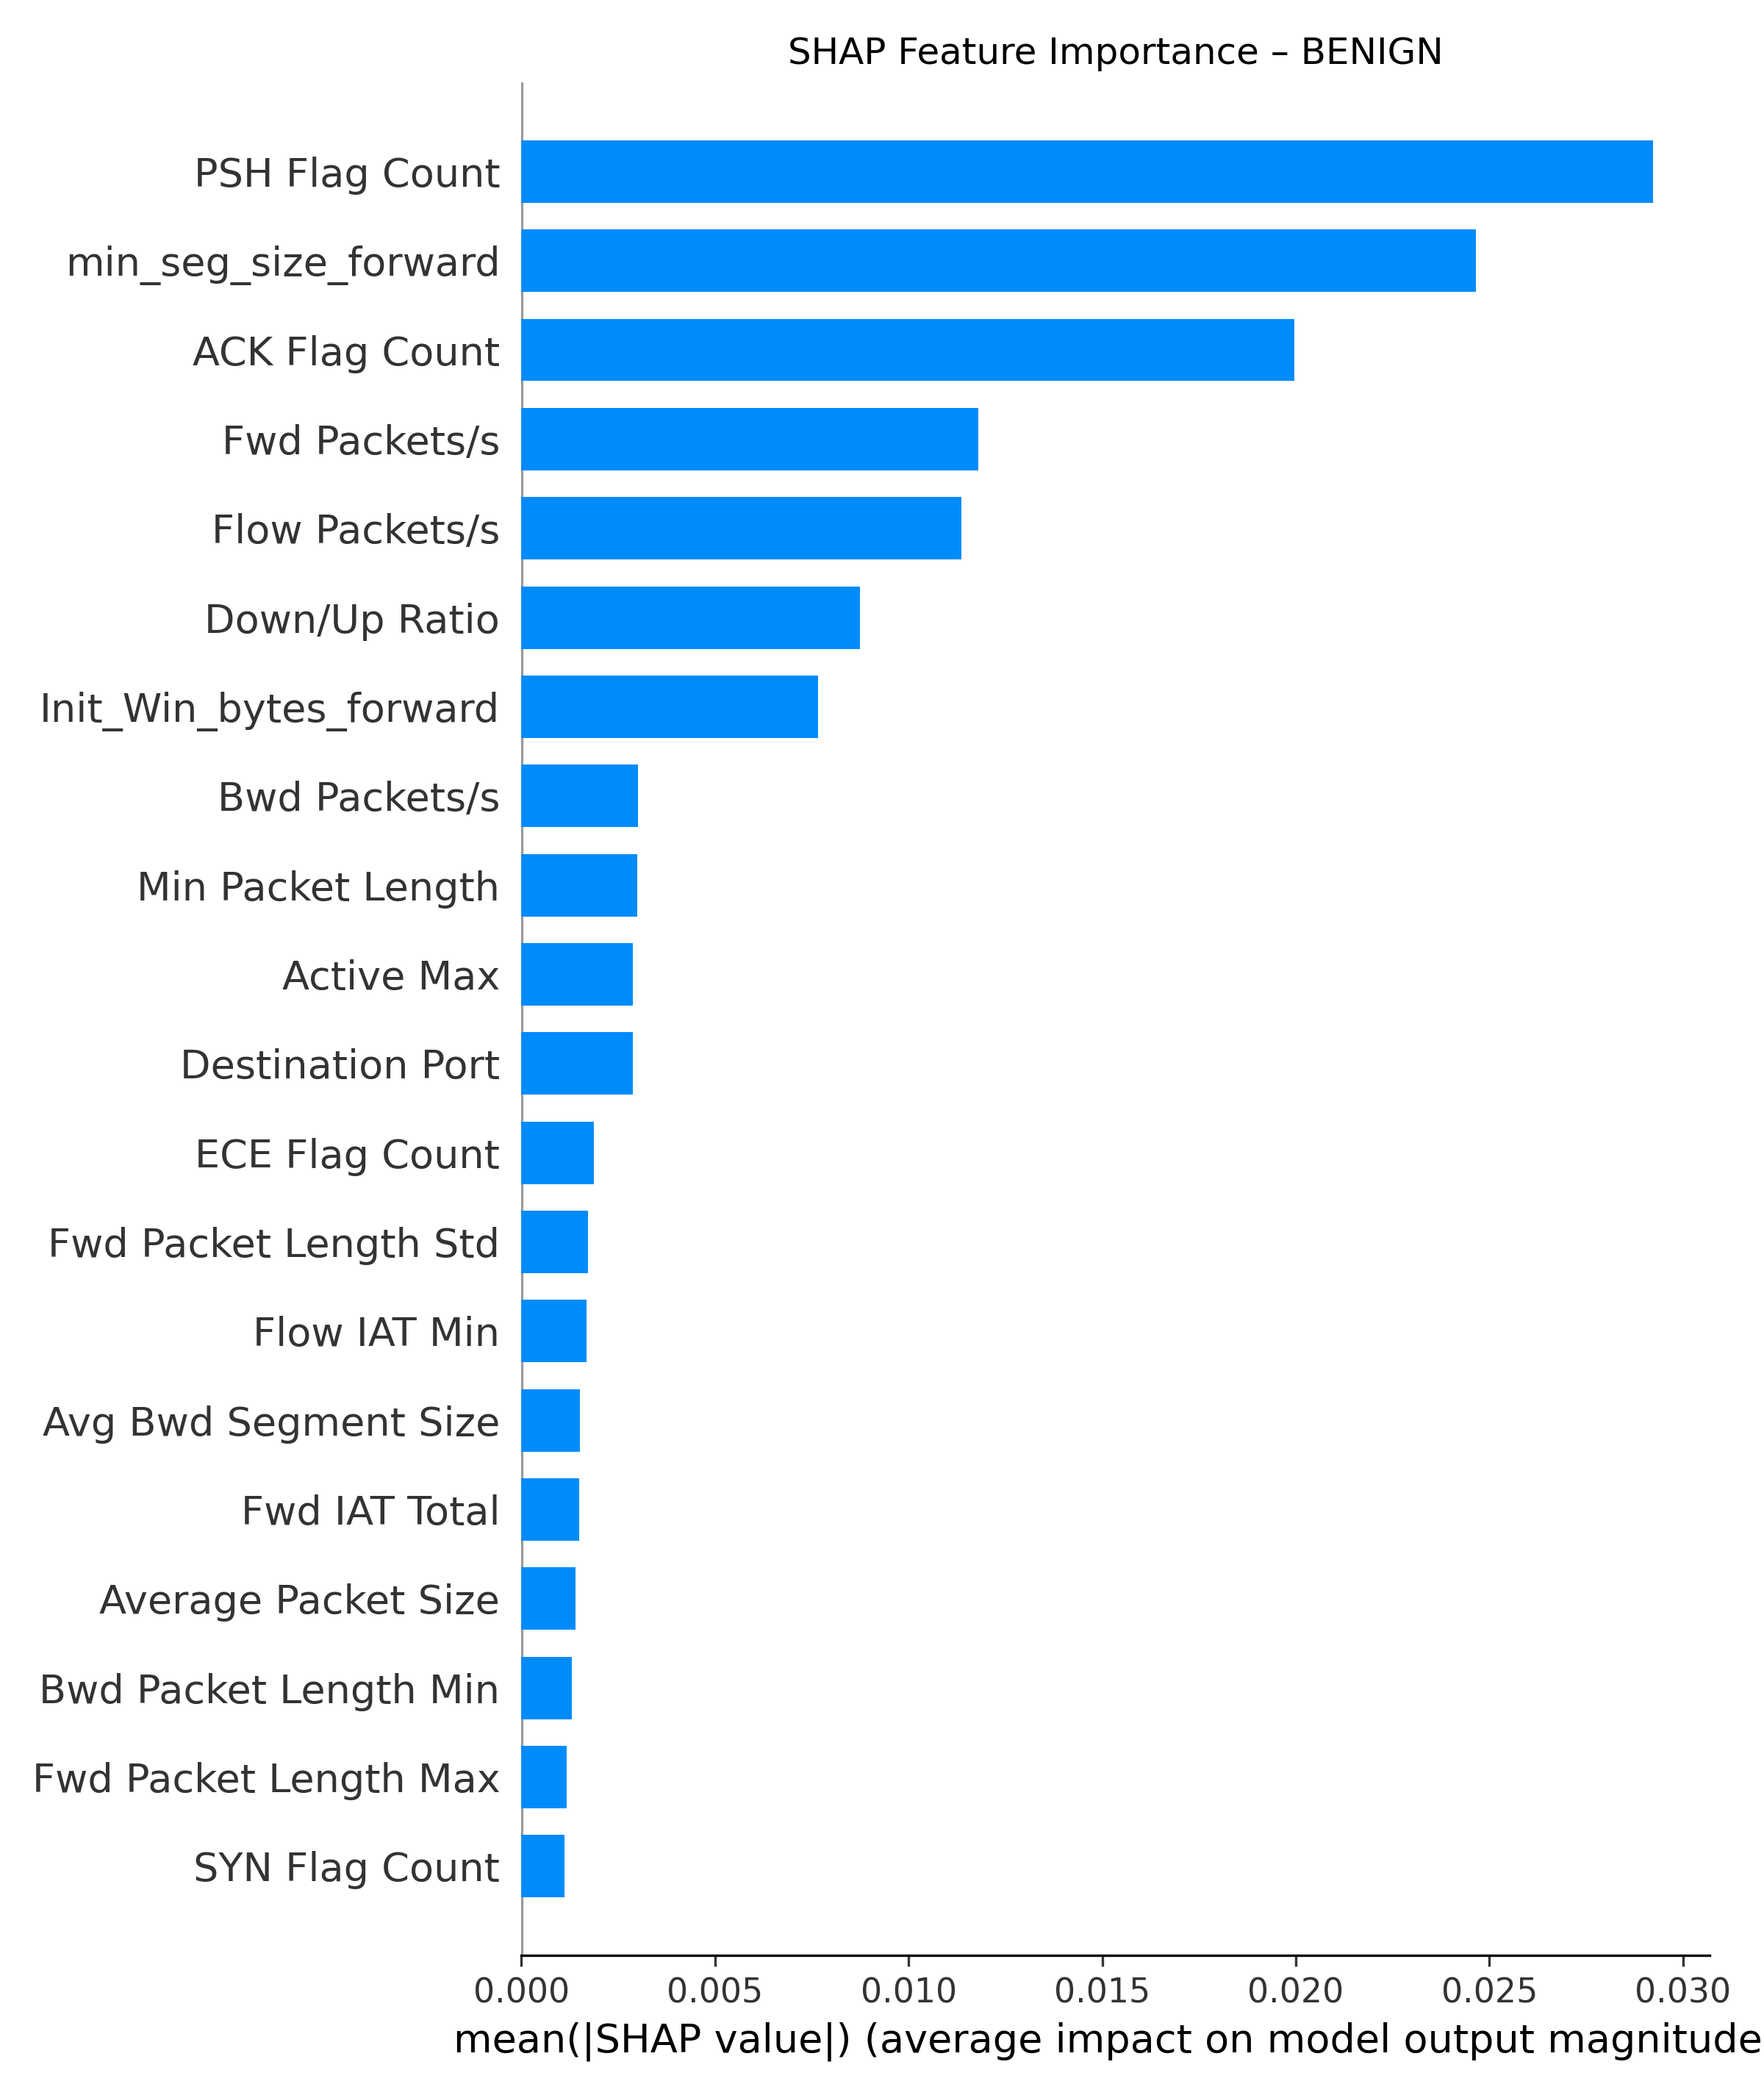 SHAP Feature Importance – BENIGN
PSH Flag Count
min_seg_size_forward
ACK Flag Count
Fwd Packets/s
Flow Packets/s
Down/Up Ratio
Init_Win_bytes_forward
Bwd Packets/s
Min Packet Length
Active Max
Destination Port
ECE Flag Count
Fwd Packet Length Std
Flow IAT Min
Avg Bwd Segment Size
Fwd IAT Total
Average Packet Size
Bwd Packet Length Min
Fwd Packet Length Max
SYN Flag Count
0.000 0.005 0.010 0.015 0.020 0.025 0.030
mean(|SHAP value|) (average impact on model output magnitude